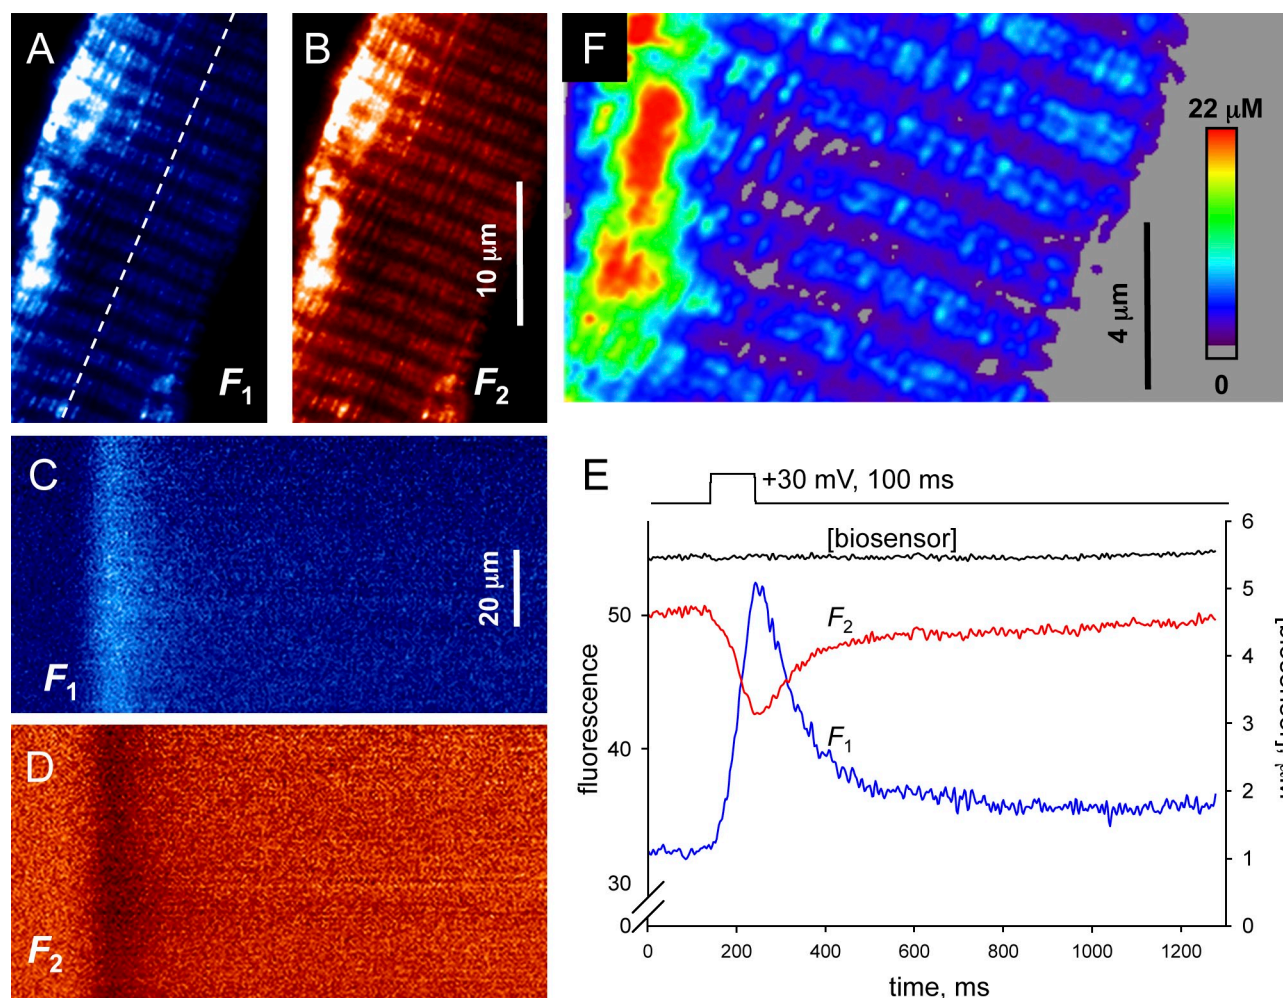 A
F1
B
10 μm
F2
F
22 μM
0
4 μm
C
20 μm
F1
D
F2
E
+30 mV, 100 ms
[biosensor]
F2
F1
fluorescence
50
40
30
0
6
5
4
3
2
1
0
0 200 400 600 800 1000 1200
time, ms